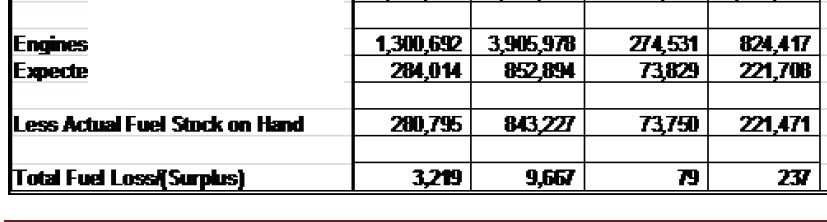 Engines 1,300,692 3,905,978 274,531 824,417
Expecte 284,014 852,894 73,829 221,708
Less Actual Fuel Stock on Hand 280,795 843,227 73,750 221,471
Total Fuel Loss/(Surplus) 3,219 9,667 79 237